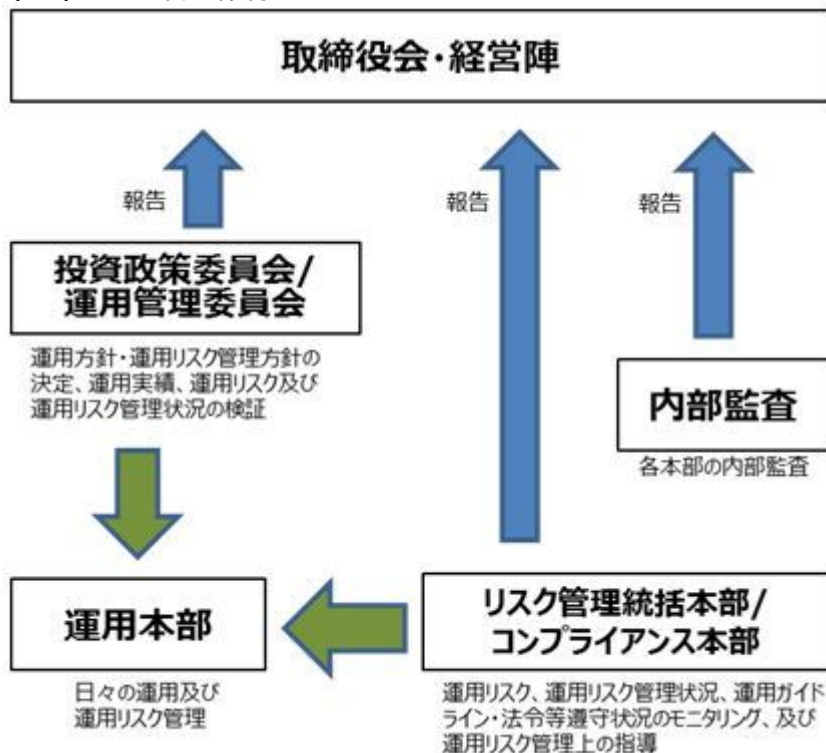 取締役会・経営陣
報告
報告
報告
投資政策委員会/
運用管理委員会
運用方針・運用リスク管理方針の
決定、運用実績、運用リスク及び
運用リスク管理状況の検証
内部監査
各本部の内部監査
運用本部
日々の運用及び
運用リスク管理
リスク管理統括本部/
コンプライアンス本部
運用リスク、運用リスク管理状況、運用ガイド
ライン・法令等遵守状況のモニタリング、及び
運用リスク管理上の指導